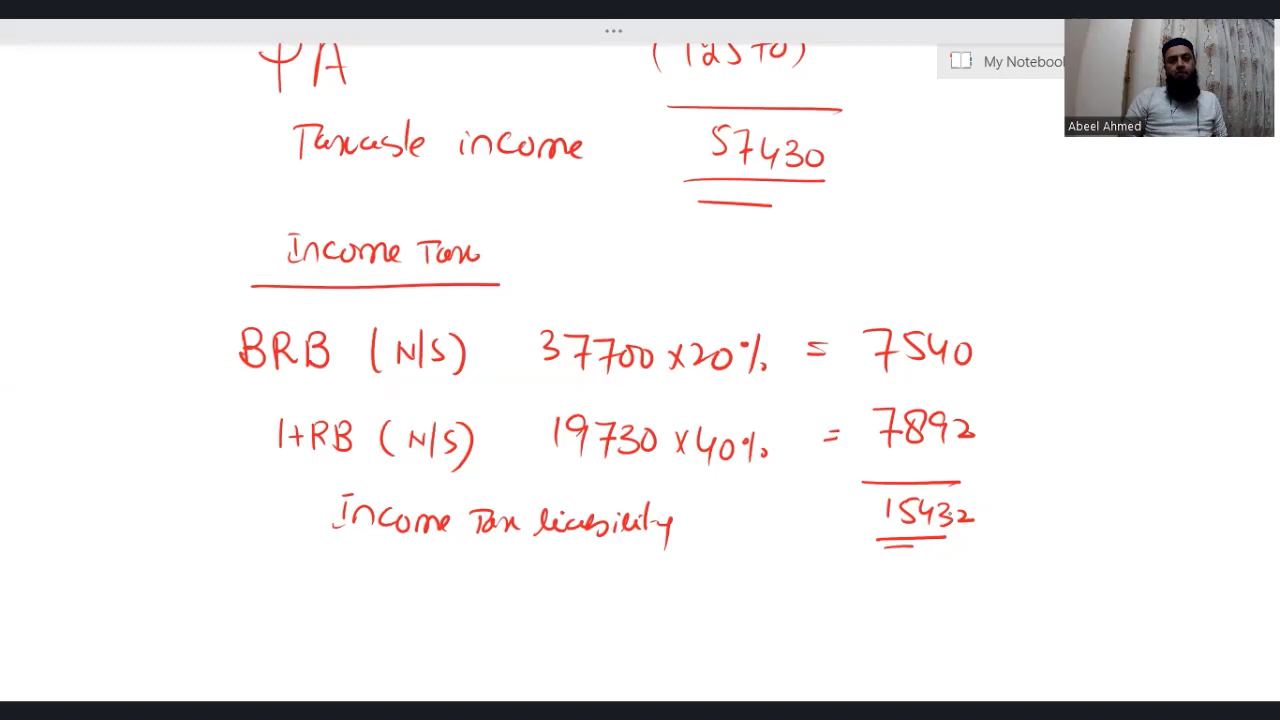 ...
PA (12570)
My Notebook
Abeel Ahmed
Taxable income 57430
Income Tax
BRB (N/S) 37700 × 20% = 7540
HRB (N/S) 19730 × 40% = 7892
Income Tax liability 15432